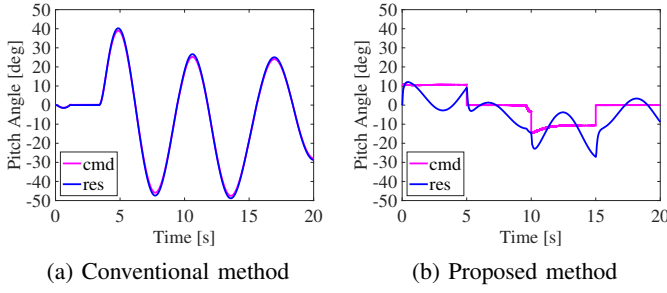 50
40
30
20
10
0
-10
-20
-30
-40
-50
Pitch Angle [deg]
cmd
res
0 5 10 15 20
Time [s]
(a) Conventional method
50
40
30
20
10
0
-10
-20
-30
-40
-50
Pitch Angle [deg]
cmd
res
0 5 10 15 20
Time [s]
(b) Proposed method